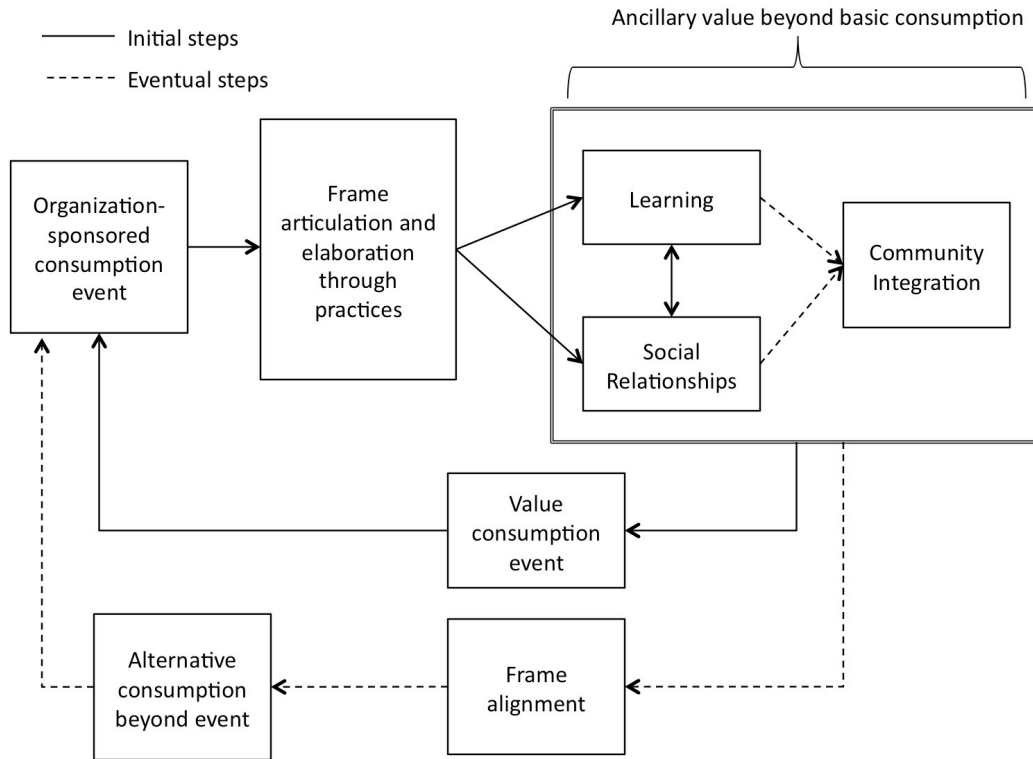 Ancillary value beyond basic consumption
Initial steps
Eventual steps
Organization-
sponsored
consumption
event
Frame
articulation and
elaboration
through
practices
Learning
Social
Relationships
Community
Integration
Value
consumption
event
Alternative
consumption
beyond event
Frame
alignment